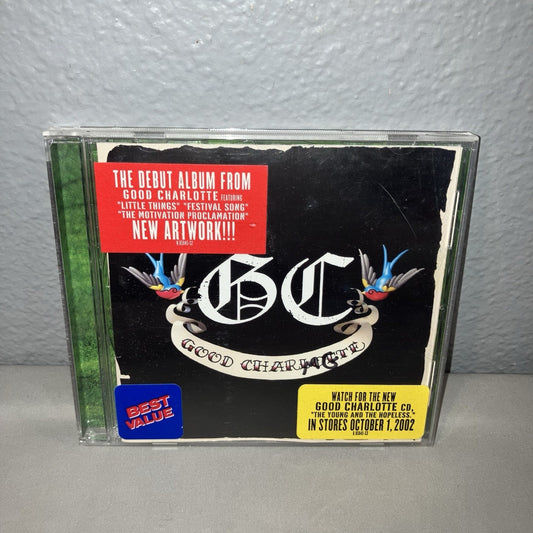 THE DEBUT ALBUM FROM
GOOD CHARLOTTE FEATURING
"LITTLE THINGS" "FESTIVAL SONG"
"THE MOTIVATION PROCLAMATION"
NEW ARTWORK!!!
GC
GOOD CHARLOTTE
BEST
VALUE
WATCH FOR THE NEW
GOOD CHARLOTTE CD,
"THE YOUNG AND THE HOPELESS."
IN STORES OCTOBER 1, 2002